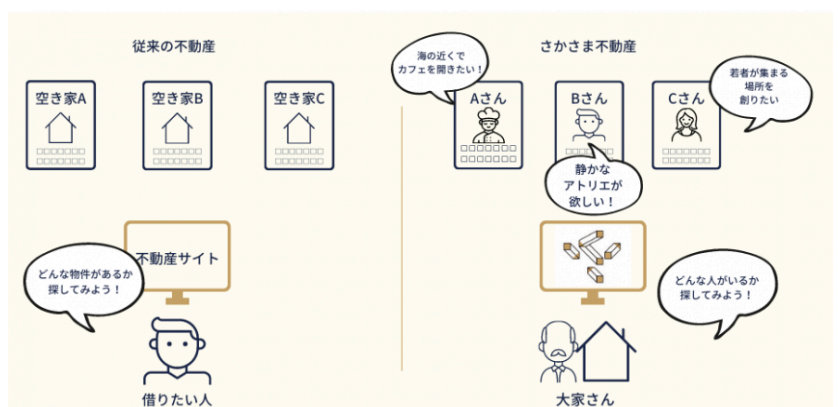 従来の不動産
空き家A
□□□□□□□
□□□□□□□
空き家B
□□□□□□□
□□□□□□□
空き家C
□□□□□□□
□□□□□□□
不動産サイト
どんな物件があるか
探してみよう！
借りたい人
さかさま不動産
海の近くで
カフェを開きたい！
Aさん
□□□□□□□
□□□□□□□
Bさん
静かな
アトリエが
欲しい！
Cさん
□□□□□□□
□□□□□□□
若者が集まる
場所を
創りたい
どんな人がいるか
探してみよう！
大家さん